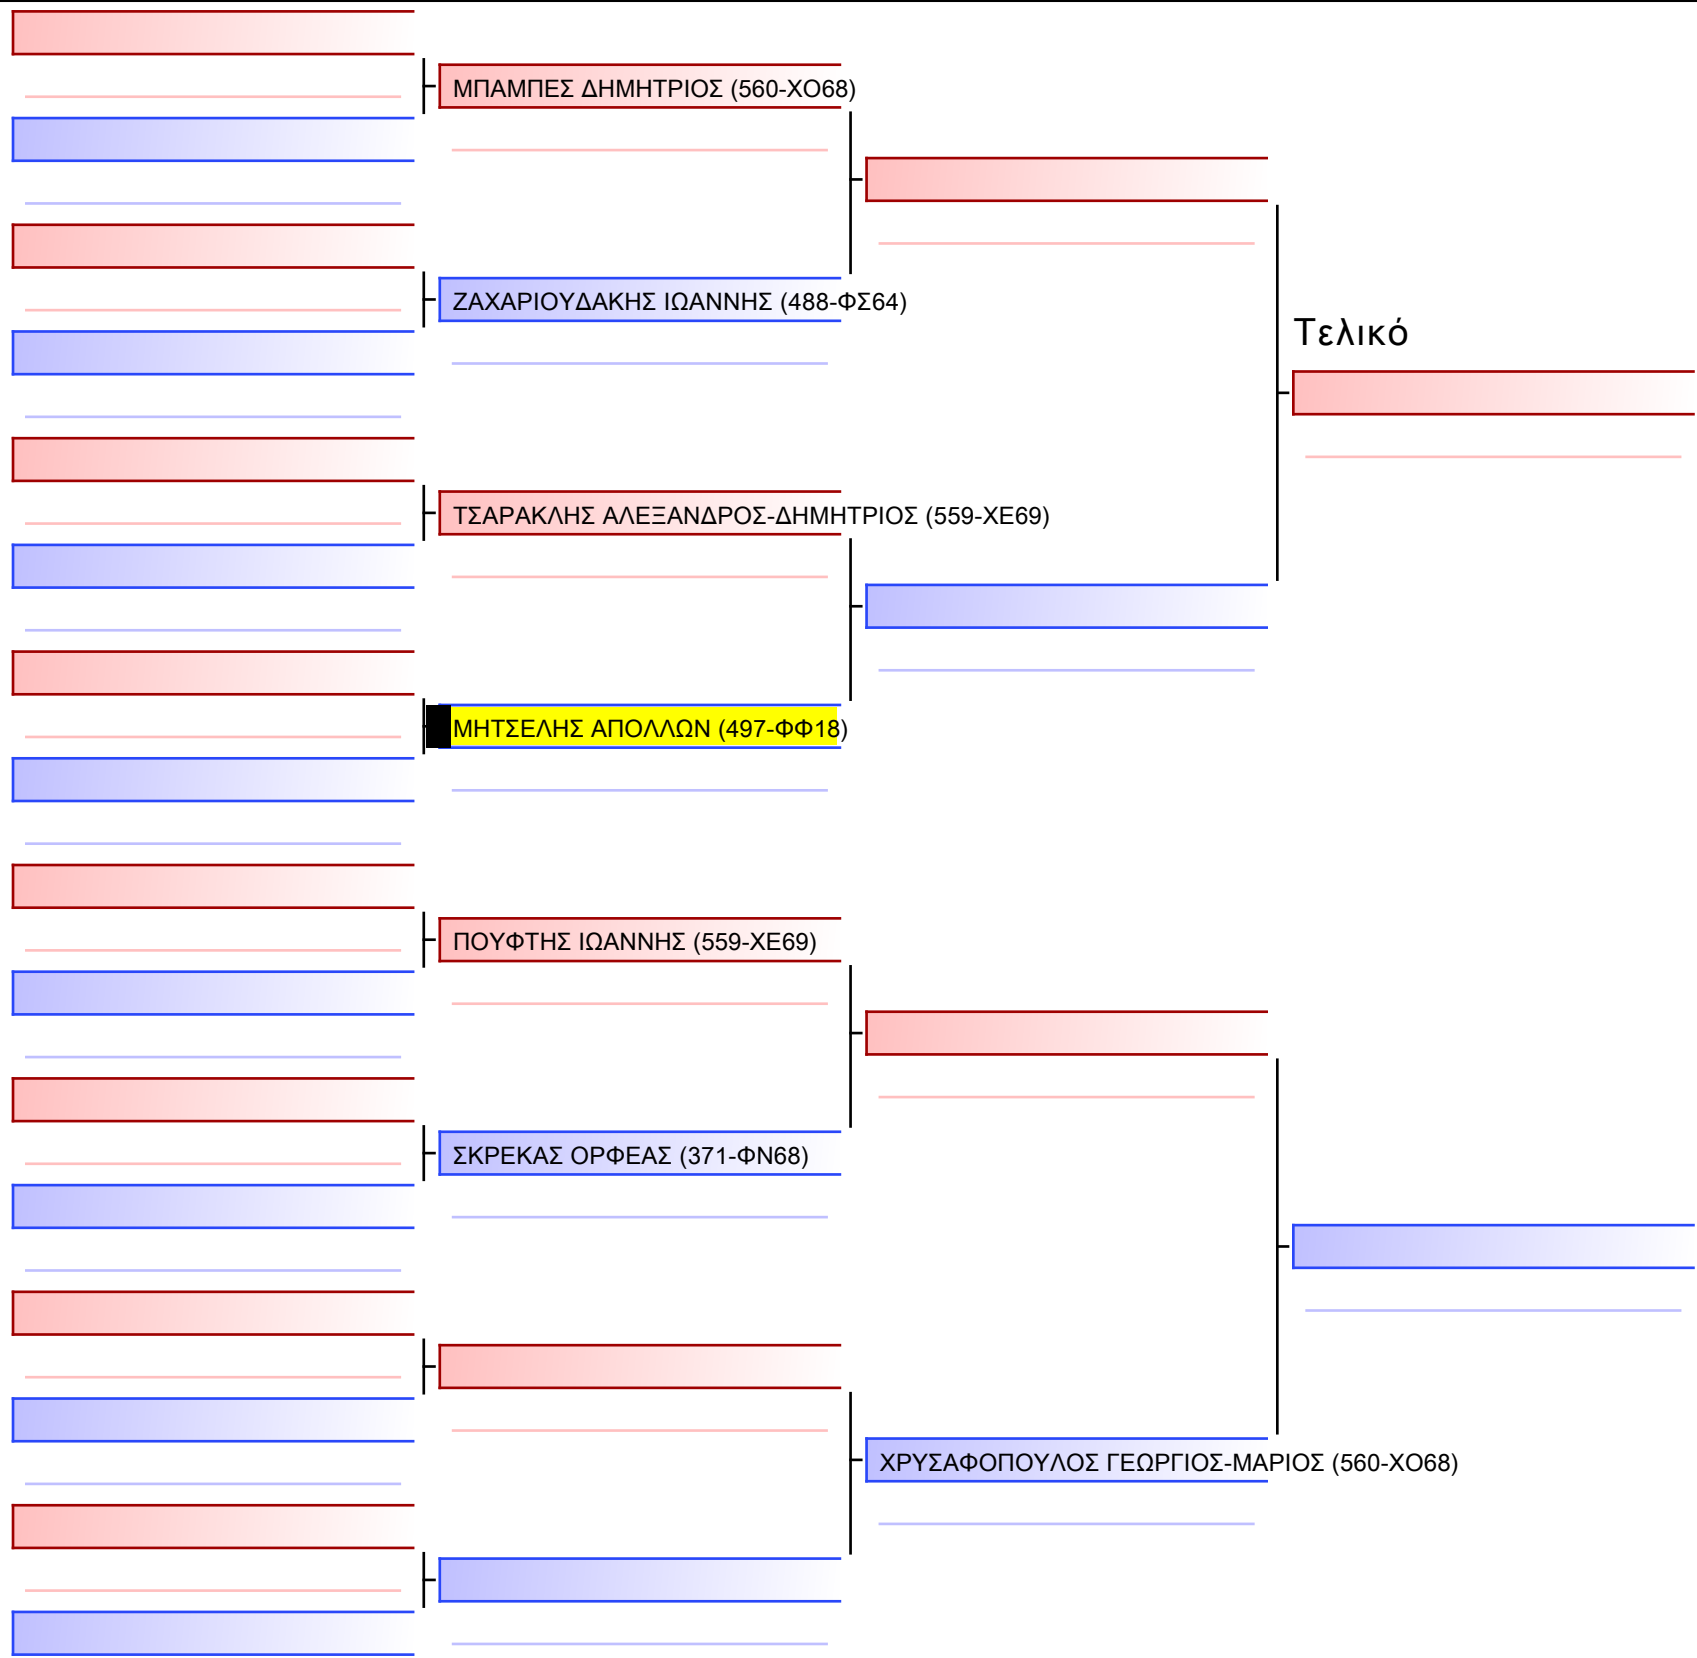 ΜΠΑΜΠΕΣ ΔΗΜΗΤΡΙΟΣ (560-ΧΟ68)
ΖΑΧΑΡΙΟΥΔΑΚΗΣ ΙΩΑΝΝΗΣ (488-ΦΣ64)
Τελικό
ΤΣΑΡΑΚΛΗΣ ΑΛΕΞΑΝΔΡΟΣ-ΔΗΜΗΤΡΙΟΣ (559-ΧΕ69)
ΜΗΤΣΕΛΗΣ ΑΠΟΛΛΩΝ (497-ΦΦ18)
ΠΟΥΦΤΗΣ ΙΩΑΝΝΗΣ (559-ΧΕ69)
ΣΚΡΕΚΑΣ ΟΡΦΕΑΣ (371-ΦΝ68)
ΧΡΥΣΑΦΟΠΟΥΛΟΣ ΓΕΩΡΓΙΟΣ-ΜΑΡΙΟΣ (560-ΧΟ68)